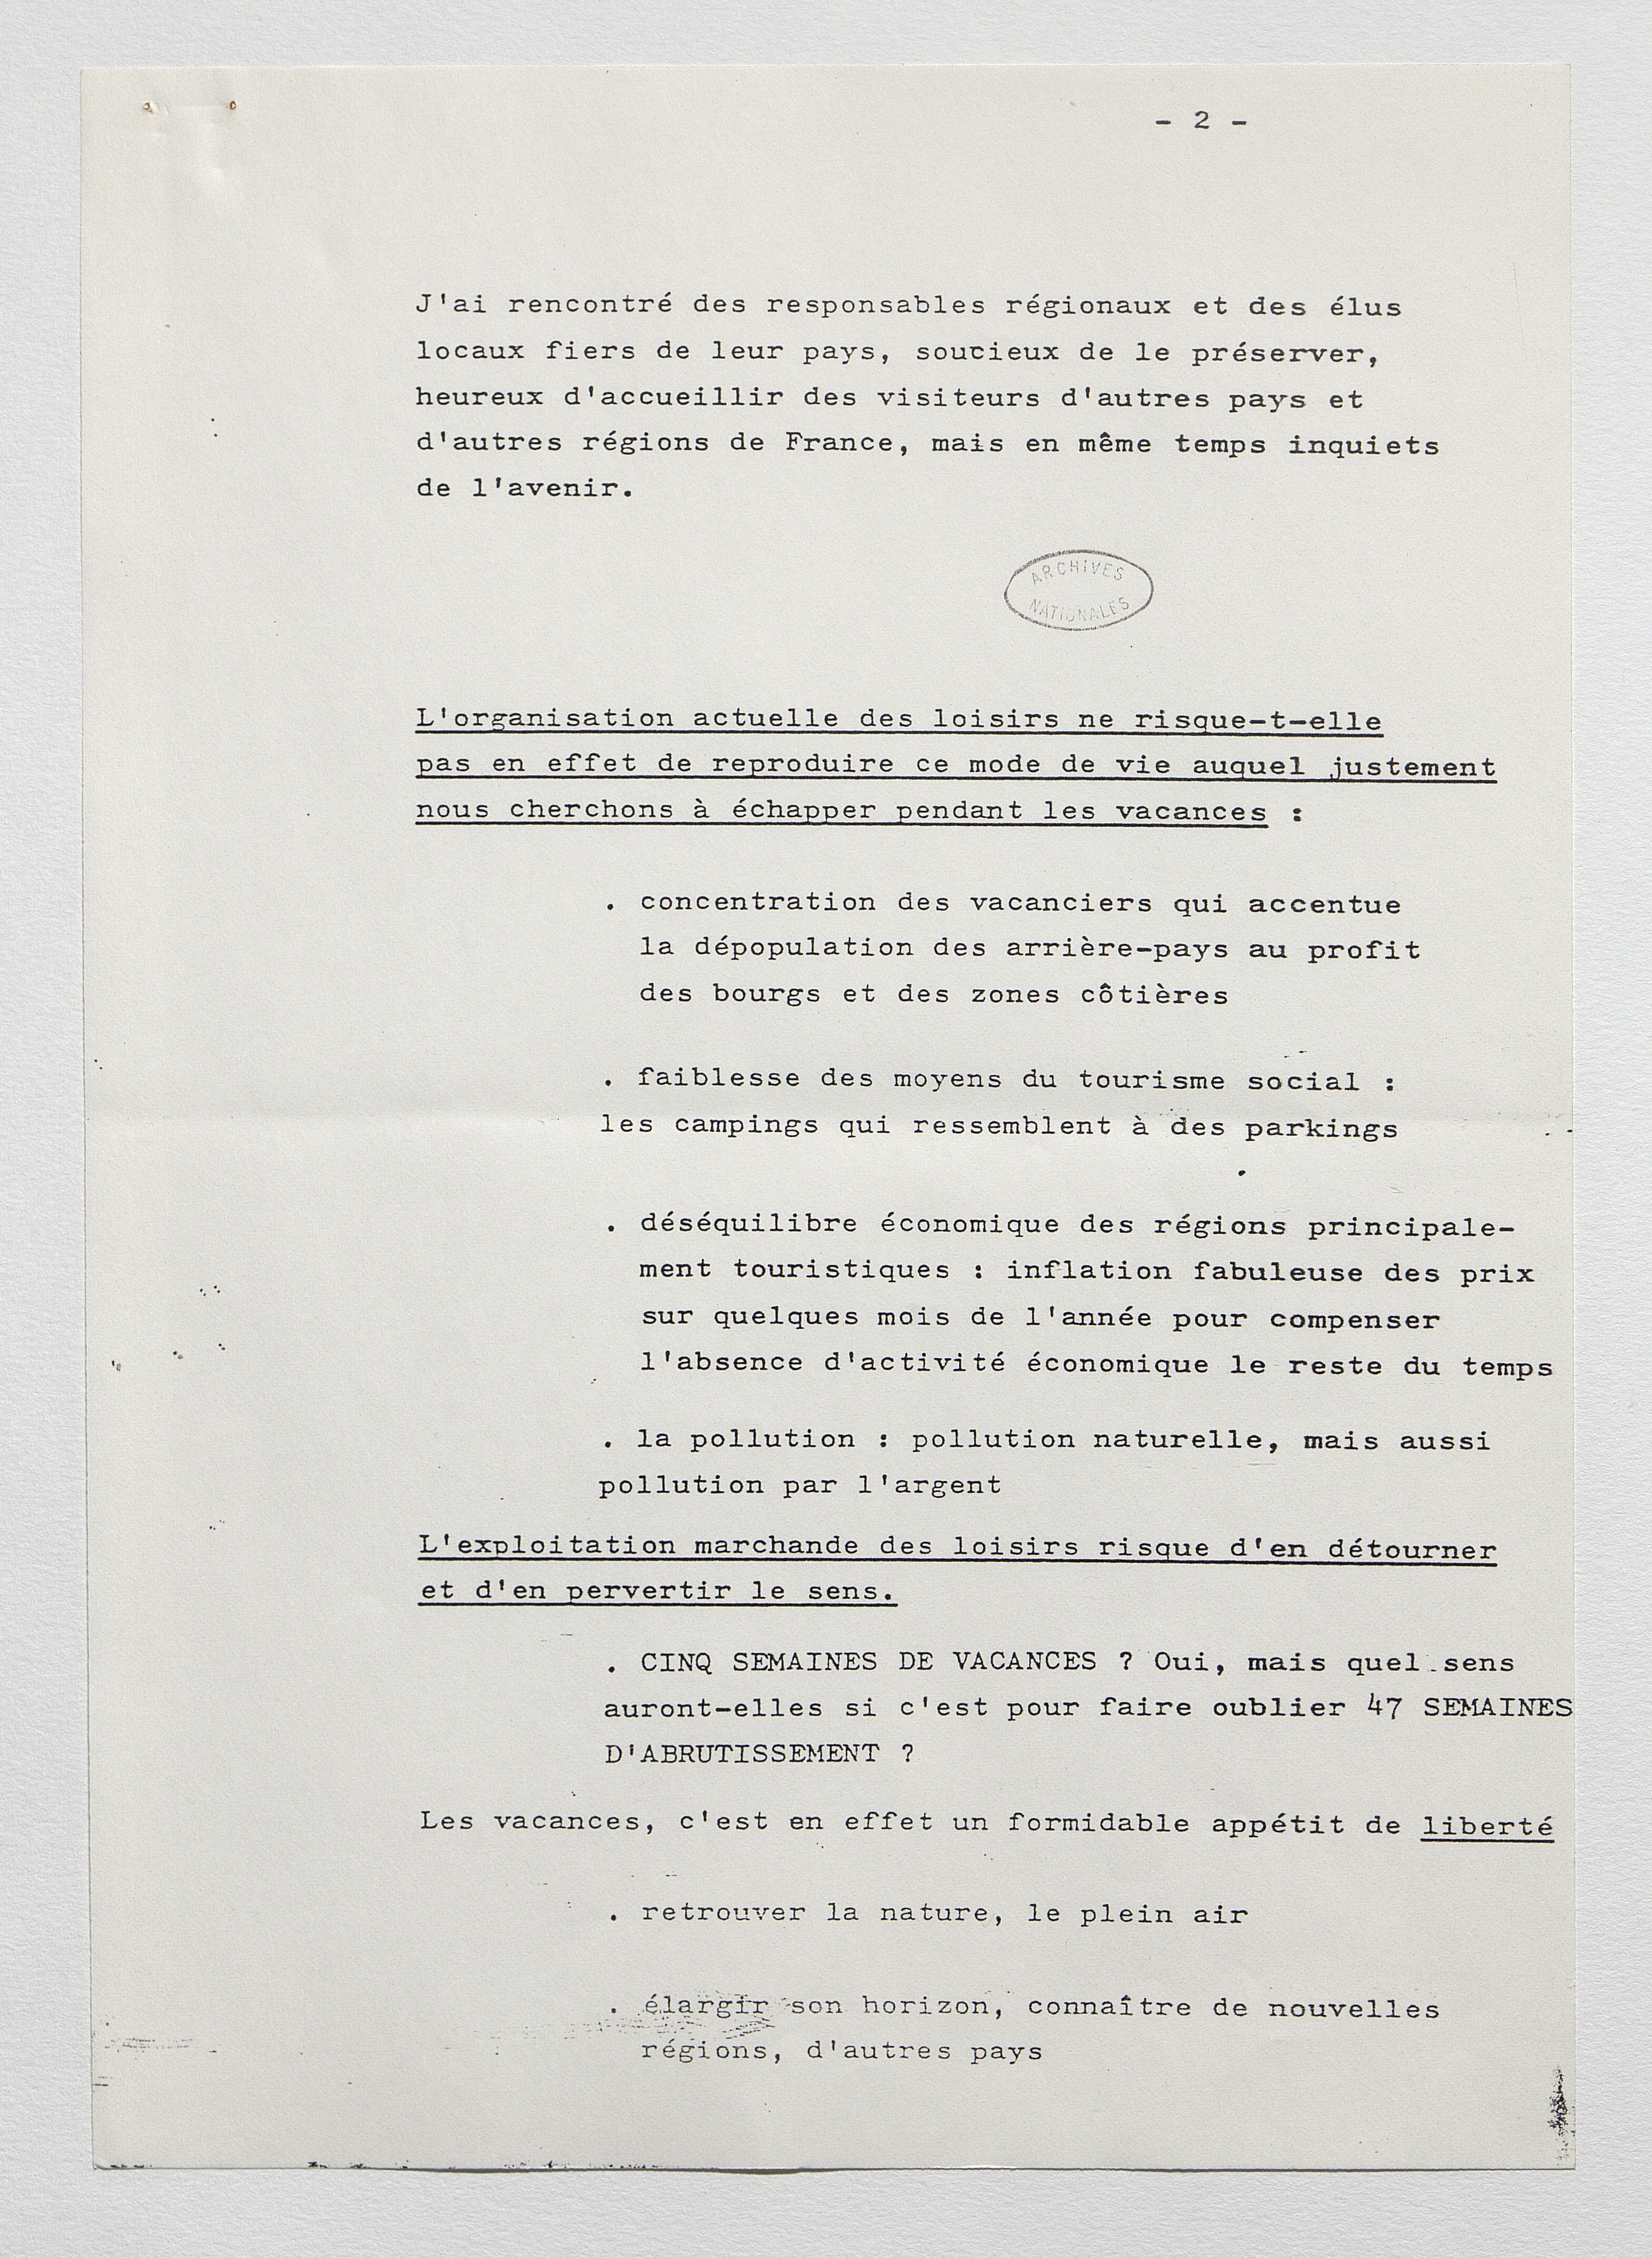 - 2 -
J'ai rencontré des responsables régionaux et des élus
locaux fiers de leur pays, soucieux de le préserver,
heureux d'accueillir des visiteurs d'autres pays et
d'autres régions de France, mais en même temps inquiets
de l'avenir.
ARCHIVES
NATIONALES
L'organisation actuelle des loisirs ne risque-t-elle
pas en effet de reproduire ce mode de vie auquel justement
nous cherchons à échapper pendant les vacances :
. concentration des vacanciers qui accentue
la dépopulation des arrière-pays au profit
des bourgs et des zones côtières
. faiblesse des moyens du tourisme social :
les campings qui ressemblent à des parkings
. déséquilibre économique des régions principale-
ment touristiques : inflation fabuleuse des prix
sur quelques mois de l'année pour compenser
l'absence d'activité économique le reste du temps
. la pollution : pollution naturelle, mais aussi
pollution par l'argent
L'exploitation marchande des loisirs risque d'en détourner
et d'en pervertir le sens.
. CINQ SEMAINES DE VACANCES ? Oui, mais quel sens
auront-elles si c'est pour faire oublier 47 SEMAINES
D'ABRUTISSEMENT ?
Les vacances, c'est en effet un formidable appétit de liberté
. retrouver la nature, le plein air
. élargir son horizon, connaître de nouvelles
régions, d'autres pays